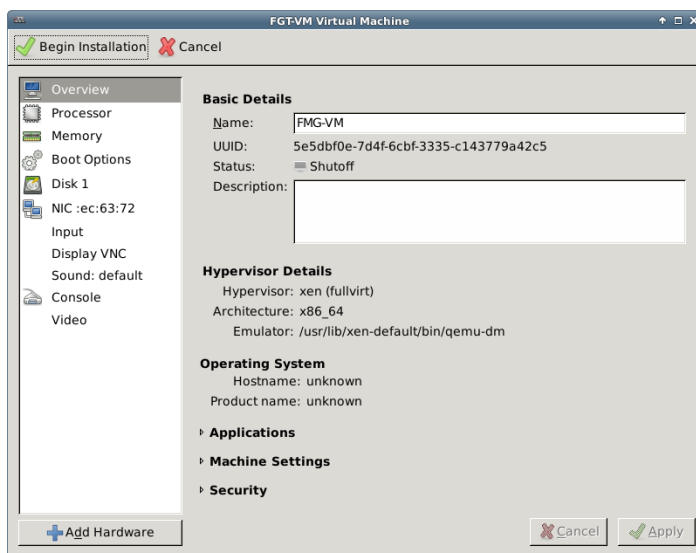 FGT-VM Virtual Machine
Begin Installation Cancel
Overview
Processor
Memory
Boot Options
Disk 1
NIC :ec:63:72
Input
Display VNC
Sound: default
Console
Video
Add Hardware
Basic Details
Name: FMG-VM
UUID: 5e5dbf0e-7d4f-6cbf-3335-c143779a42c5
Status: Shutoff
Description:
Hypervisor Details
Hypervisor: xen (fullvirt)
Architecture: x86_64
Emulator: /usr/lib/xen-default/bin/qemu-dm
Operating System
Hostname: unknown
Product name: unknown
Applications
Machine Settings
Security
Cancel Apply